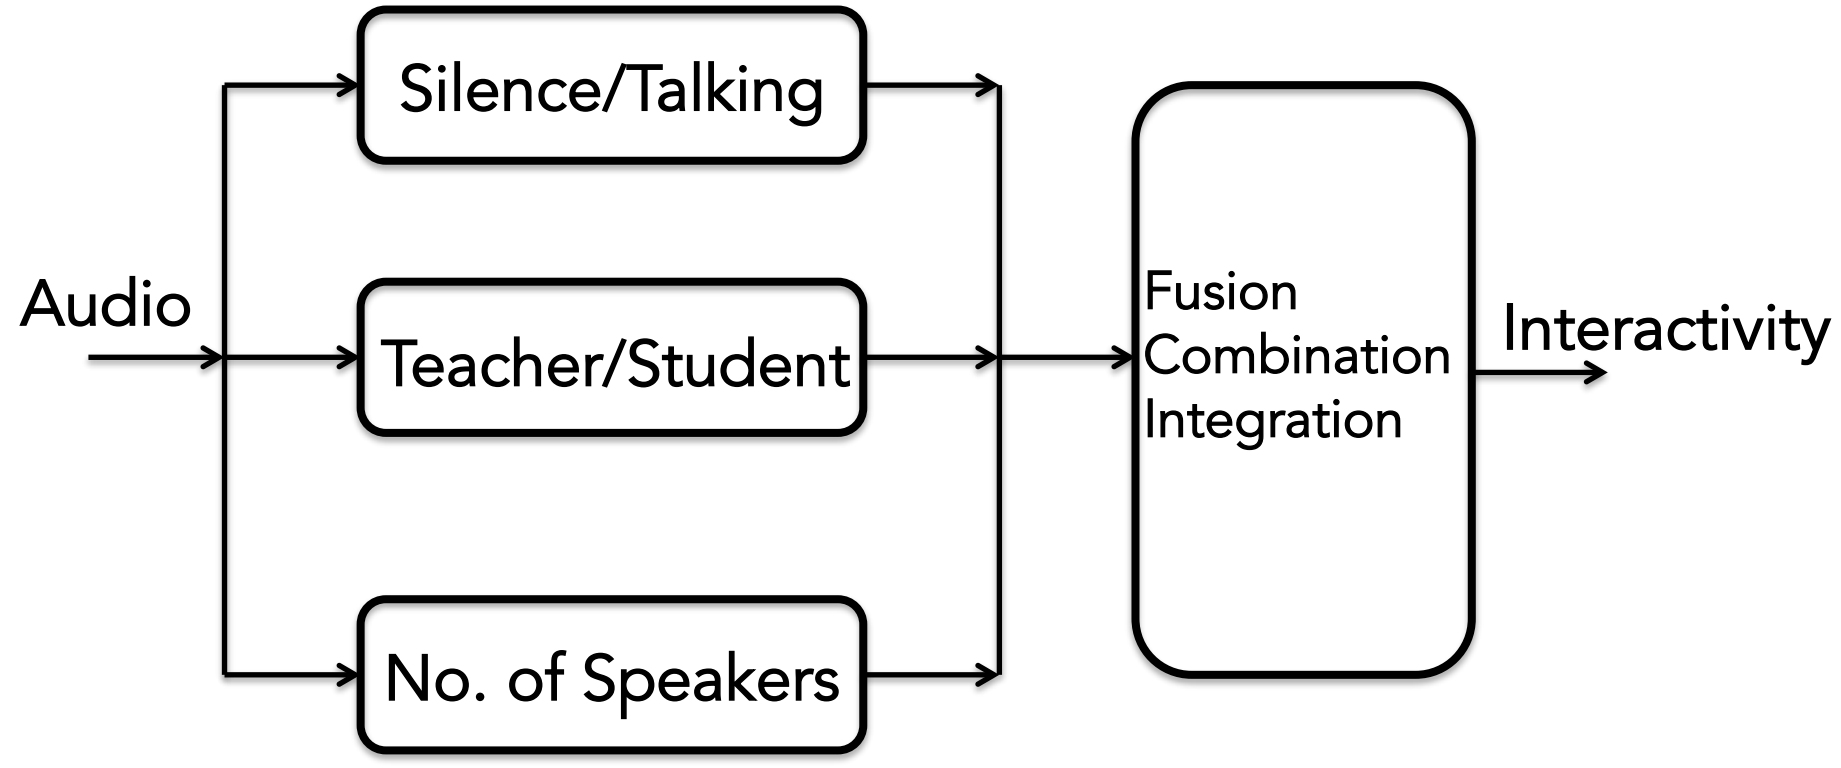 Audio
Silence/Talking
Teacher/Student
No. of Speakers
Fusion
Combination
Integration
Interactivity